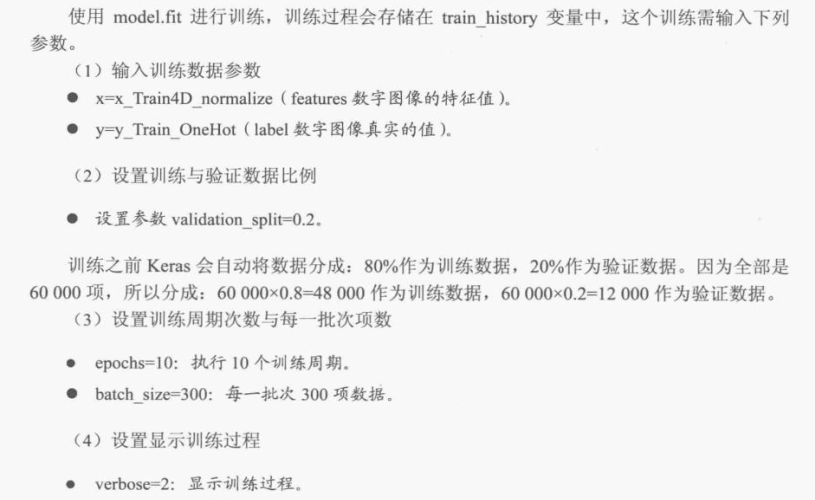 使用 model.fit 进行训练，训练过程会存储在 train_history 变量中，这个训练需输入下列
参数。
（1）输入训练数据参数
● x=x_Train4D_normalize（features 数字图像的特征值）。
● y=y_Train_OneHot（label 数字图像真实的值）。
（2）设置训练与验证数据比例
● 设置参数 validation_split=0.2。
训练之前 Keras 会自动将数据分成：80%作为训练数据，20%作为验证数据。因为全部是
60 000 项，所以分成：60 000×0.8=48 000 作为训练数据，60 000×0.2=12 000 作为验证数据。
（3）设置训练周期次数与每一批次项数
● epochs=10：执行 10 个训练周期。
● batch_size=300：每一批次 300 项数据。
（4）设置显示训练过程
● verbose=2：显示训练过程。